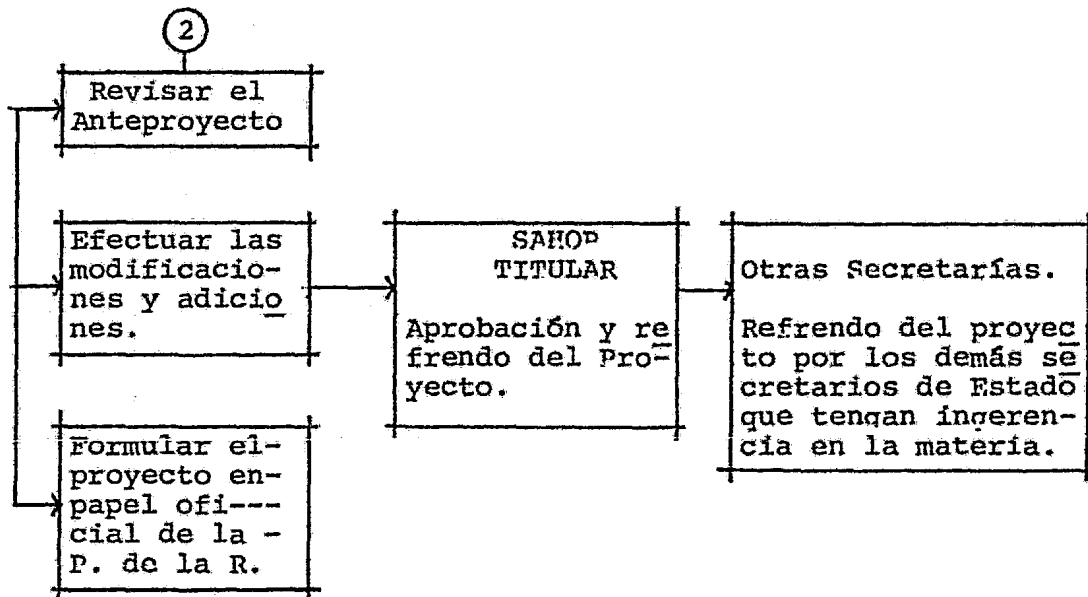 2
Revisar el
Anteproyecto
Efectuar las
modificacio-
nes y adicio
nes.
SAHOP
TITULAR
Aprobación y re
frendo del Pro-
yecto.
Otras Secretarías.
Refrendo del proyec
to por los demás se
cretarios de Estado
que tengan ingeren-
cia en la materia.
Formular el-
proyecto en-
papel ofi---
cial de la -
P. de la R.